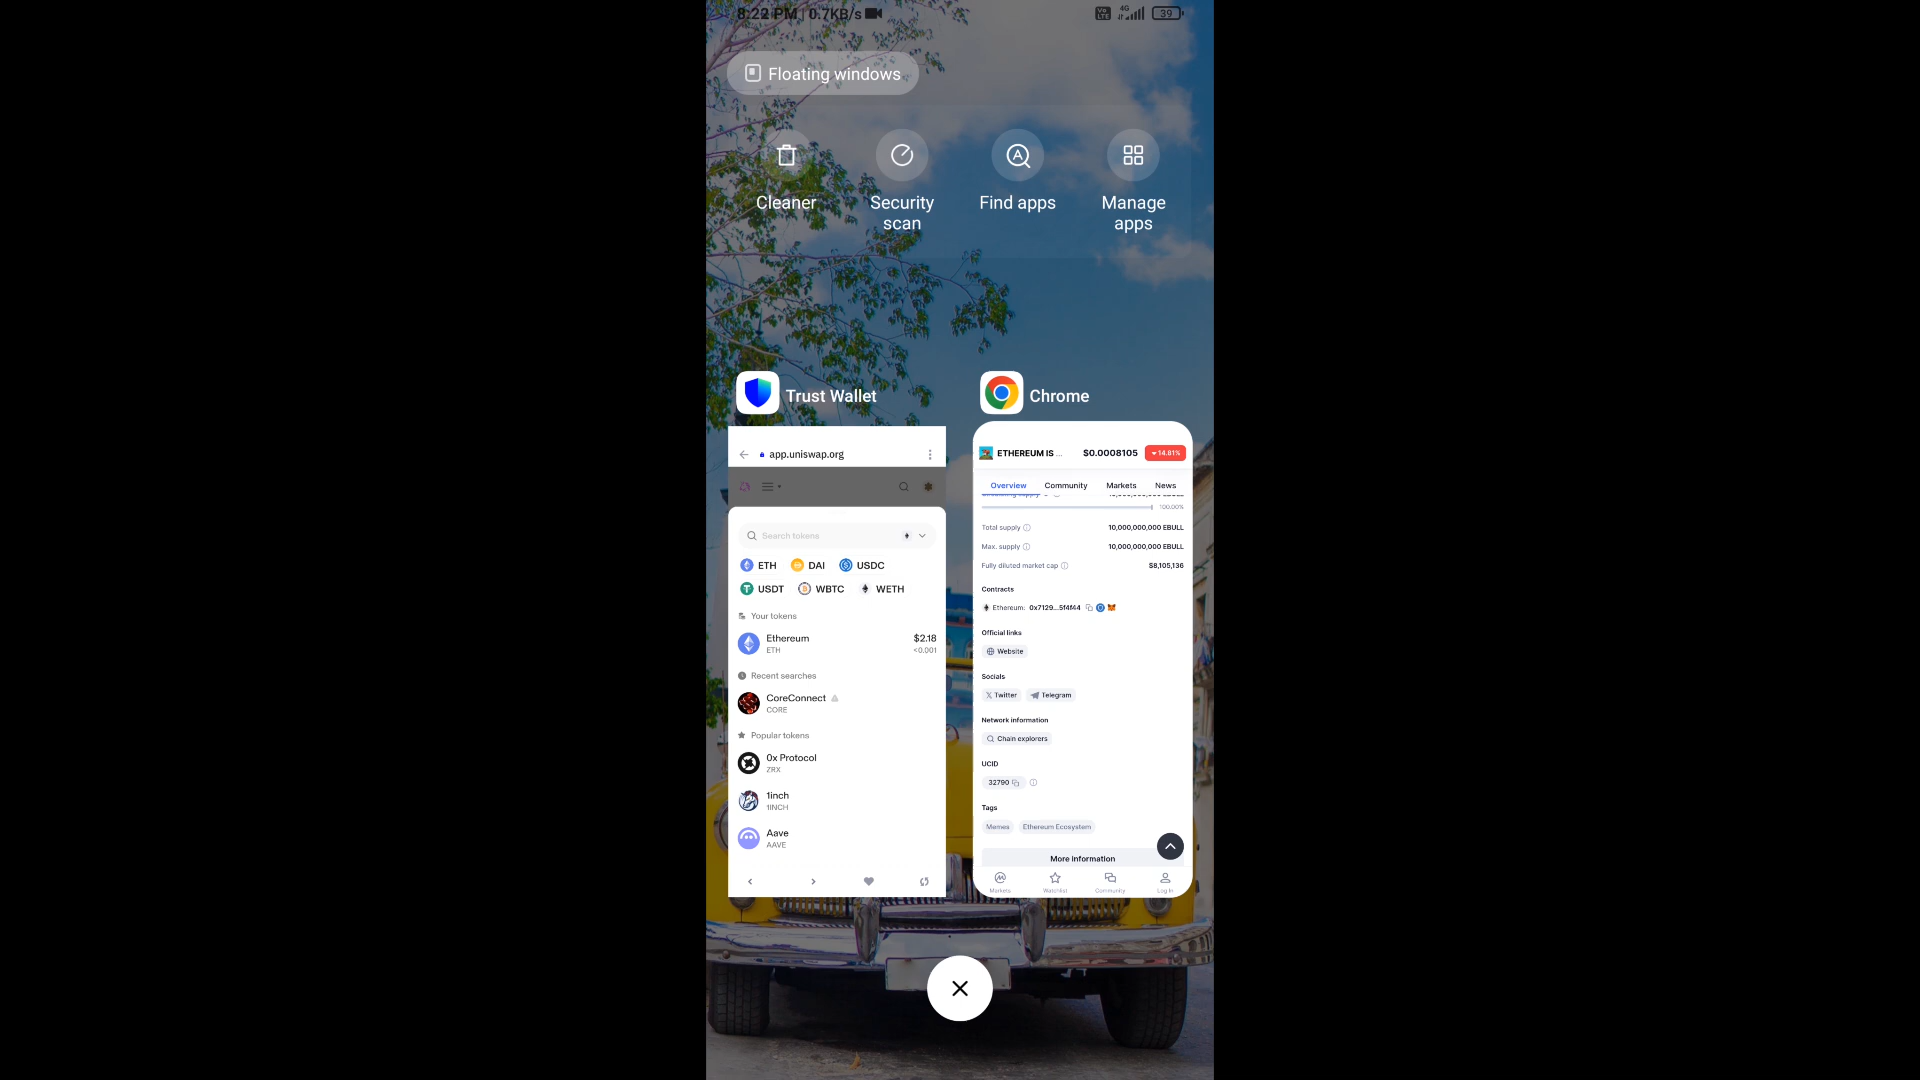 8:22 PM | 0.7KB/s
Vo LTE 4G 39
Floating windows
Cleaner
Security scan
Find apps
Manage apps
Trust Wallet
app.uniswap.org
Search tokens
ETH DAI USDC
USDT WBTC WETH
Your tokens
Ethereum $2.18
ETH <0.001
Recent searches
CoreConnect
CORE
Popular tokens
0x Protocol
ZRX
1inch
1INCH
Aave
AAVE
Chrome
ETHEREUM IS ... $0.0008105 14.81%
Overview Community Markets News
100.00%
Total supply 10,000,000,000 EBULL
Max. supply 10,000,000,000 EBULL
Fully diluted market cap $8,105,136
Contracts
Ethereum: 0x7129...5f4f44
Official links
Website
Socials
Twitter Telegram
Network information
Chain explorers
UCID
32790
Tags
Memes Ethereum Ecosystem
More information
Markets Watchlist Community Log In